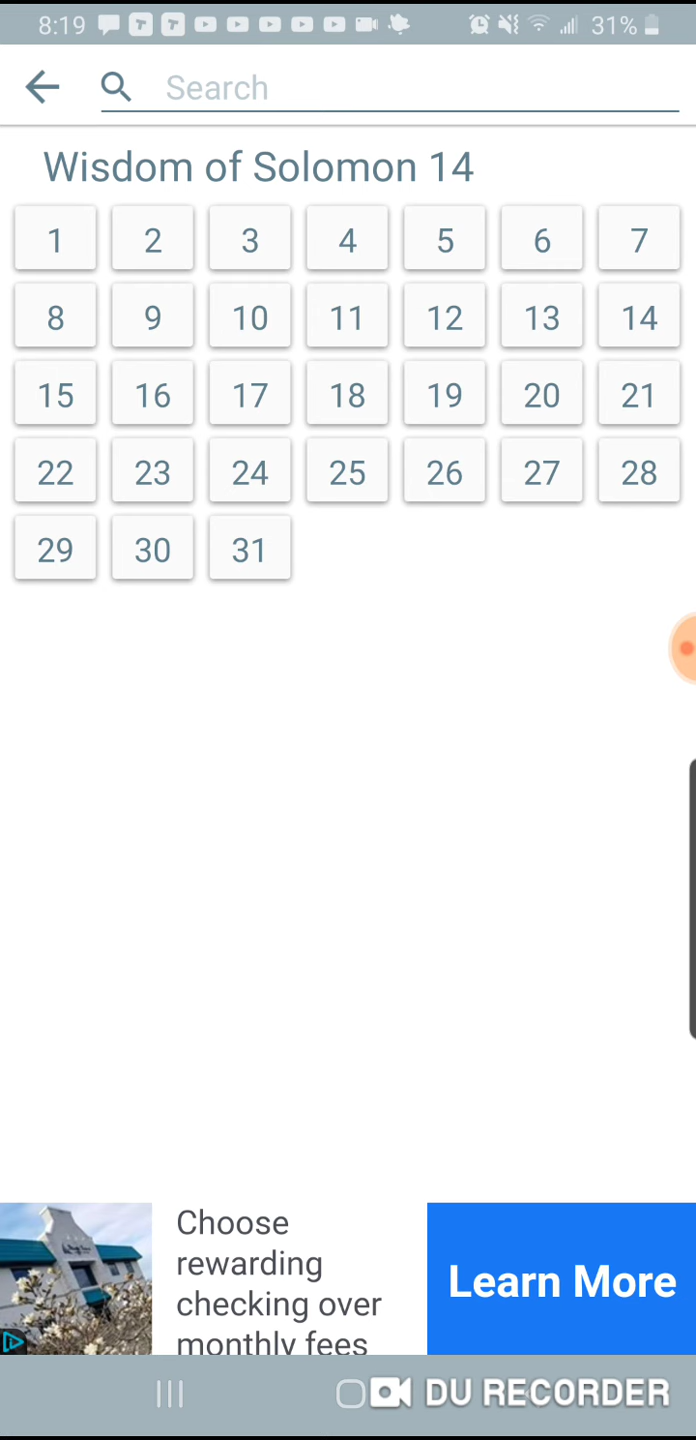 8:19 31%
Search
Wisdom of Solomon 14
1 2 3 4 5 6 7
8 9 10 11 12 13 14
15 16 17 18 19 20 21
22 23 24 25 26 27 28
29 30 31
Choose
rewarding
checking over
monthly fees
Learn More
DU RECORDER